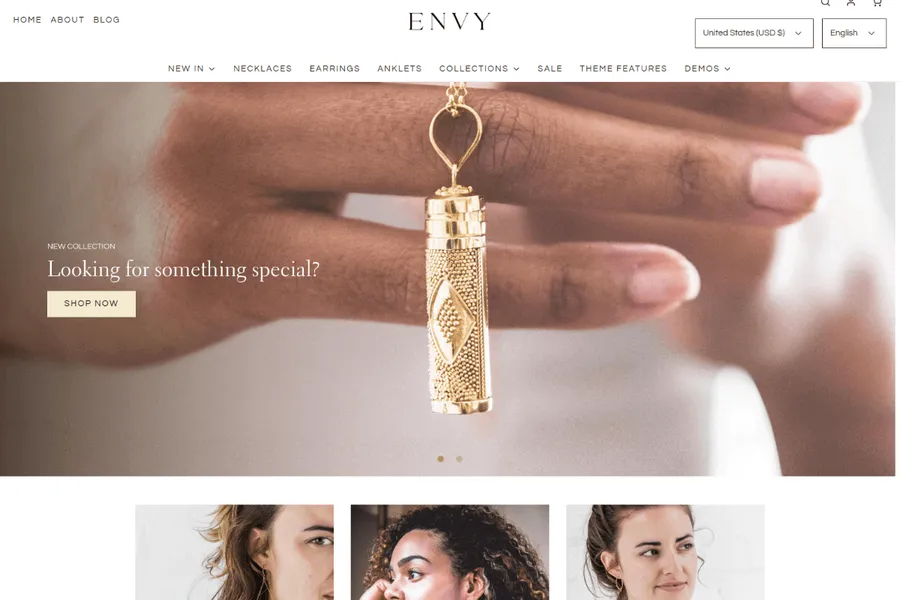 HOME ABOUT BLOG
ENVY
United States (USD $)
English
NEW IN NECKLACES EARRINGS ANKLETS COLLECTIONS SALE THEME FEATURES DEMOS
NEW COLLECTION
Looking for something special?
SHOP NOW